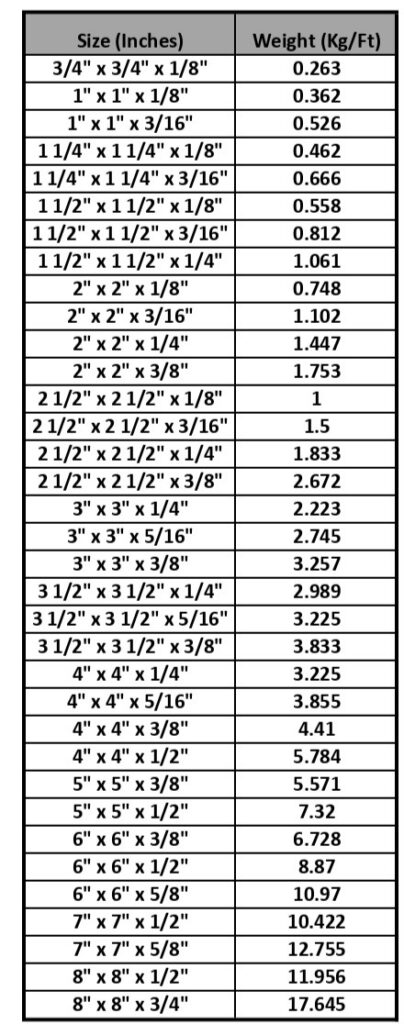 Size (Inches) Weight (Kg/Ft)
3/4" x 3/4" x 1/8" 0.263
1" x 1" x 1/8" 0.362
1" x 1" x 3/16" 0.526
1 1/4" x 1 1/4" x 1/8" 0.462
1 1/4" x 1 1/4" x 3/16" 0.666
1 1/2" x 1 1/2" x 1/8" 0.558
1 1/2" x 1 1/2" x 3/16" 0.812
1 1/2" x 1 1/2" x 1/4" 1.061
2" x 2" x 1/8" 0.748
2" x 2" x 3/16" 1.102
2" x 2" x 1/4" 1.447
2" x 2" x 3/8" 1.753
2 1/2" x 2 1/2" x 1/8" 1
2 1/2" x 2 1/2" x 3/16" 1.5
2 1/2" x 2 1/2" x 1/4" 1.833
2 1/2" x 2 1/2" x 3/8" 2.672
3" x 3" x 1/4" 2.223
3" x 3" x 5/16" 2.745
3" x 3" x 3/8" 3.257
3 1/2" x 3 1/2" x 1/4" 2.989
3 1/2" x 3 1/2" x 5/16" 3.225
3 1/2" x 3 1/2" x 3/8" 3.833
4" x 4" x 1/4" 3.225
4" x 4" x 5/16" 3.855
4" x 4" x 3/8" 4.41
4" x 4" x 1/2" 5.784
5" x 5" x 3/8" 5.571
5" x 5" x 1/2" 7.32
6" x 6" x 3/8" 6.728
6" x 6" x 1/2" 8.87
6" x 6" x 5/8" 10.97
7" x 7" x 1/2" 10.422
7" x 7" x 5/8" 12.755
8" x 8" x 1/2" 11.956
8" x 8" x 3/4" 17.645